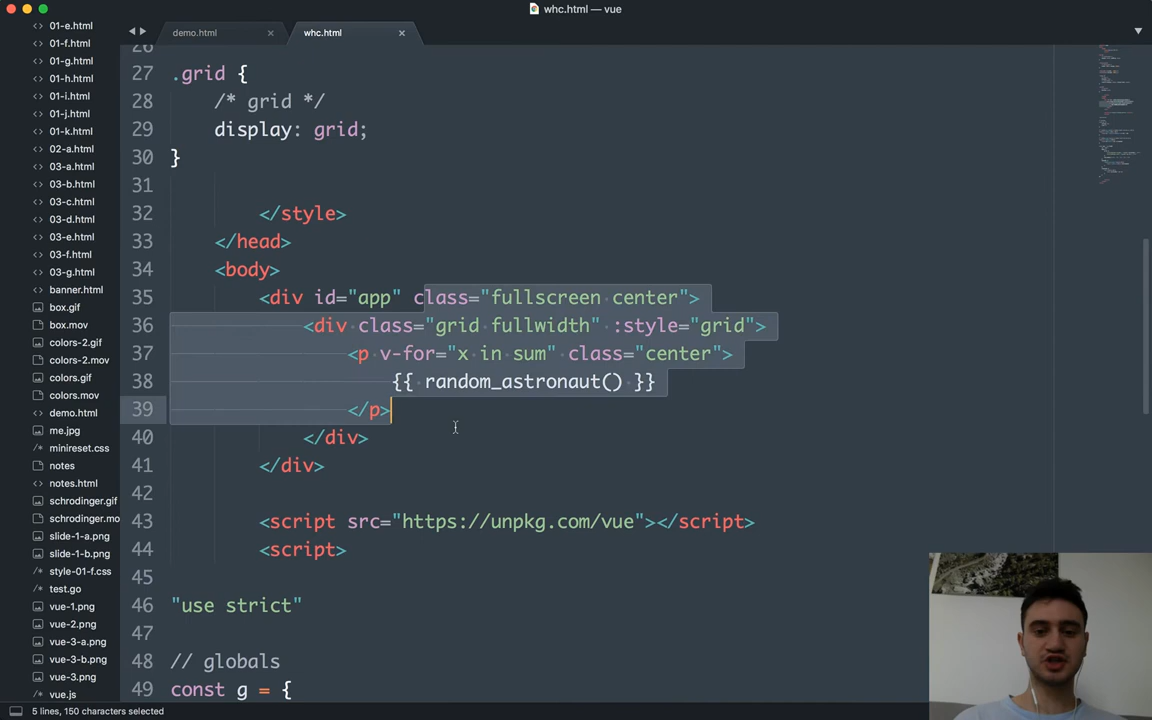 whc.html — vue
01-e.html
01-f.html
01-g.html
01-h.html
01-i.html
01-j.html
01-k.html
02-a.html
03-a.html
03-b.html
03-c.html
03-d.html
03-e.html
03-f.html
03-g.html
banner.html
box.gif
box.mov
colors-2.gif
colors-2.mov
colors.gif
colors.mov
demo.html
me.jpg
minireset.css
notes
notes.html
schrodinger.gif
schrodinger.mo
slide-1-a.png
slide-1-b.png
style-01-f.css
test.go
vue-1.png
vue-2.png
vue-3-a.png
vue-3-b.png
vue-3.png
vue.js
demo.html
whc.html
26
27 .grid {
28 /* grid */
29 display: grid;
30 }
31
32 </style>
33 </head>
34 <body>
35 <div id="app" class="fullscreen center">
36 <div class="grid fullwidth" :style="grid">
37 <p v-for="x in sum" class="center">
38 {{ random_astronaut() }}
39 </p>
40 </div>
41 </div>
42
43 <script src="https://unpkg.com/vue"></script>
44 <script>
45
46 "use strict"
47
48 // globals
49 const g = {
5 lines, 150 characters selected